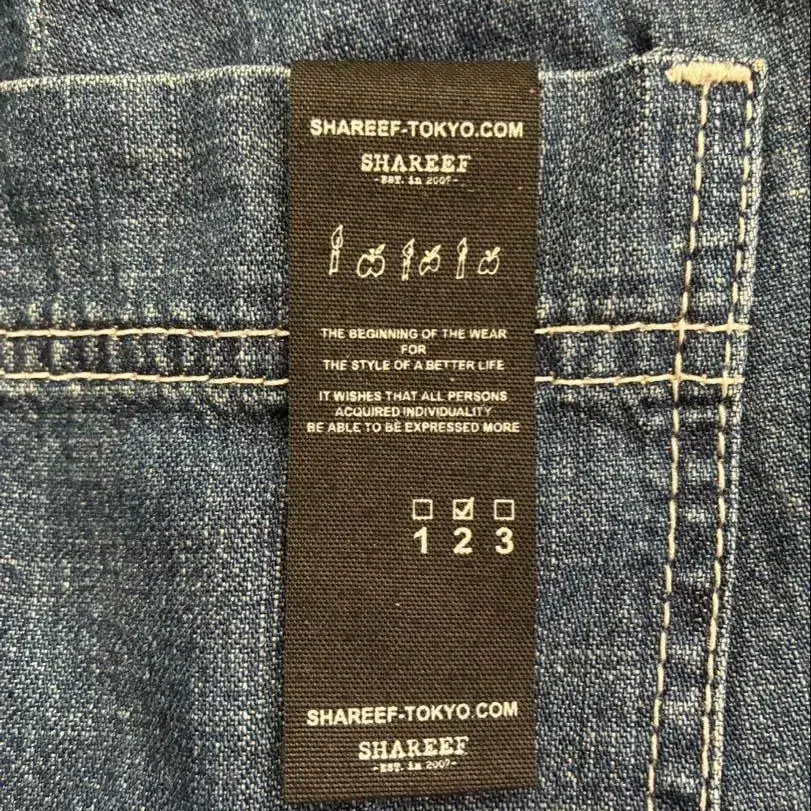 SHAREEF-TOKYO.COM
SHAREEF
-EST. in 2007-
THE BEGINNING OF THE WEAR
FOR
THE STYLE OF A BETTER LIFE
IT WISHES THAT ALL PERSONS
ACQUIRED INDIVIDUALITY
BE ABLE TO BE EXPRESSED MORE
1 2 3
SHAREEF-TOKYO.COM
SHAREEF
-EST. in 2007-